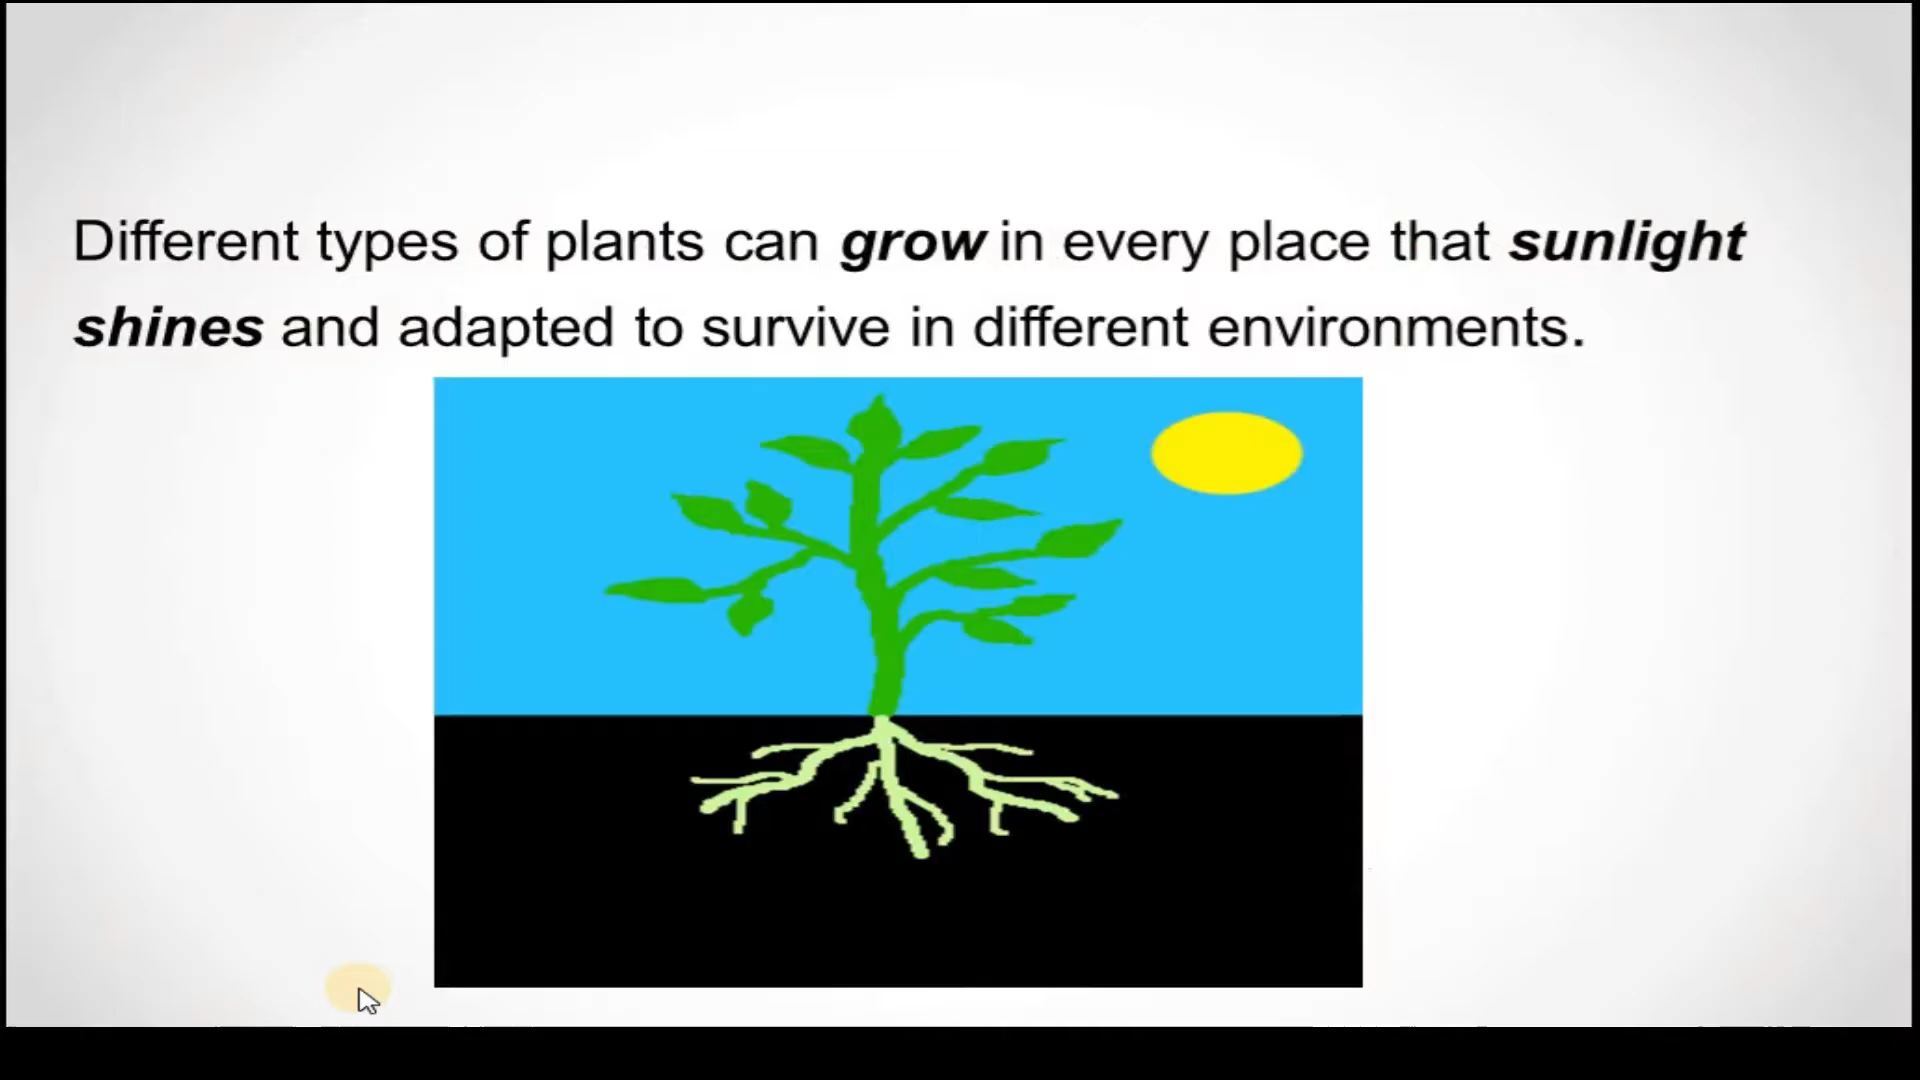 Different types of plants can grow in every place that sunlight
shines and adapted to survive in different environments.